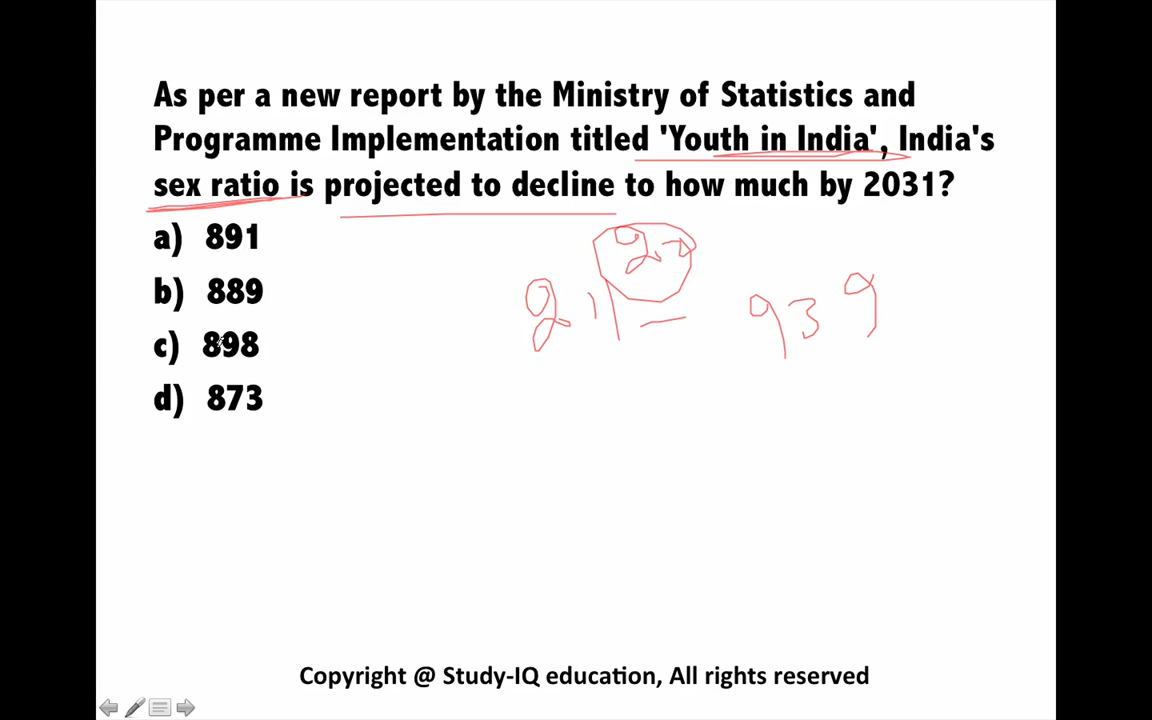 As per a new report by the Ministry of Statistics and
Programme Implementation titled 'Youth in India', India's
sex ratio is projected to decline to how much by 2031?
a) 891
b) 889
c) 898
d) 873
939
Copyright @ Study-IQ education, All rights reserved